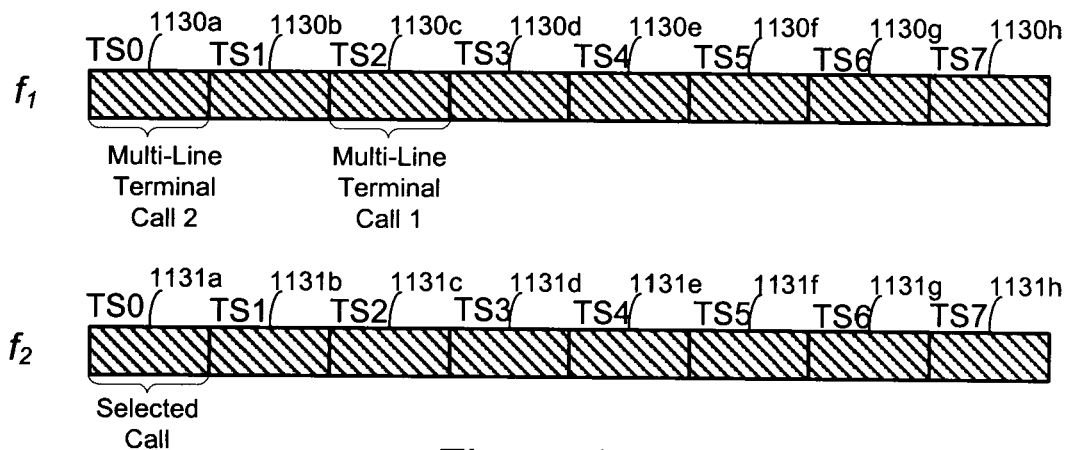 1130a 1130b 1130c 1130d 1130e 1130f 1130g 1130h
TS0 TS1 TS2 TS3 TS4 TS5 TS6 TS7
f1
Multi-Line Terminal Call 2
Multi-Line Terminal Call 1
1131a 1131b 1131c 1131d 1131e 1131f 1131g 1131h
TS0 TS1 TS2 TS3 TS4 TS5 TS6 TS7
f2
Selected Call